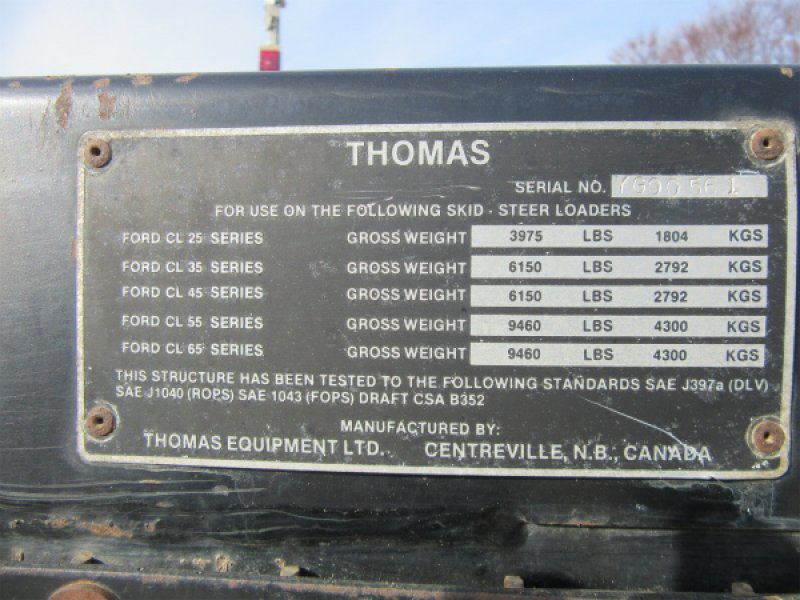 THOMAS
SERIAL NO.
FOR USE ON THE FOLLOWING SKID - STEER LOADERS
FORD CL 25 SERIES GROSS WEIGHT 3975 LBS 1804 KGS
FORD CL 35 SERIES GROSS WEIGHT 6150 LBS 2792 KGS
FORD CL 45 SERIES GROSS WEIGHT 6150 LBS 2792 KGS
FORD CL 55 SERIES GROSS WEIGHT 9460 LBS 4300 KGS
FORD CL 65 SERIES GROSS WEIGHT 9460 LBS 4300 KGS
THIS STRUCTURE HAS BEEN TESTED TO THE FOLLOWING STANDARDS SAE J397a (DLV)
SAE J1040 (ROPS) SAE 1043 (FOPS) DRAFT CSA B352
MANUFACTURED BY:
THOMAS EQUIPMENT LTD. CENTREVILLE, N.B., CANADA